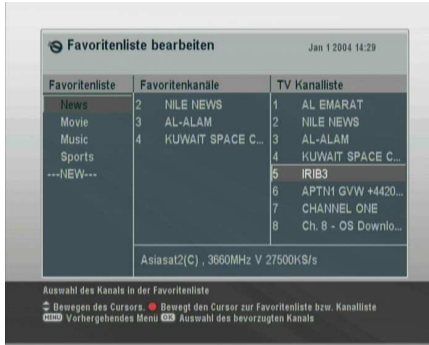 Favoritenliste bearbeiten
Jan 1 2004 14:29
Favoritenliste Favoritenkanäle TV Kanalliste
News 2 NILE NEWS 1 AL EMARAT
Movie 3 AL-ALAM 2 NILE NEWS
Music 4 KUWAIT SPACE C... 3 AL-ALAM
Sports 4 KUWAIT SPACE C...
---NEW--- 5 IRIB3
6 APTN1 GVW +4420...
7 CHANNEL ONE
8 Ch. 8 - OS Downlo...
Asiasat2(C) , 3660MHz V 27500KS/s
Auswahl des Kanals in der Favoritenliste
Bewegen des Cursors. Bewegt den Cursor zur Favoritenliste bzw. Kanalliste
MENU Vorhergehendes Menü OK Auswahl des bevorzugten Kanals